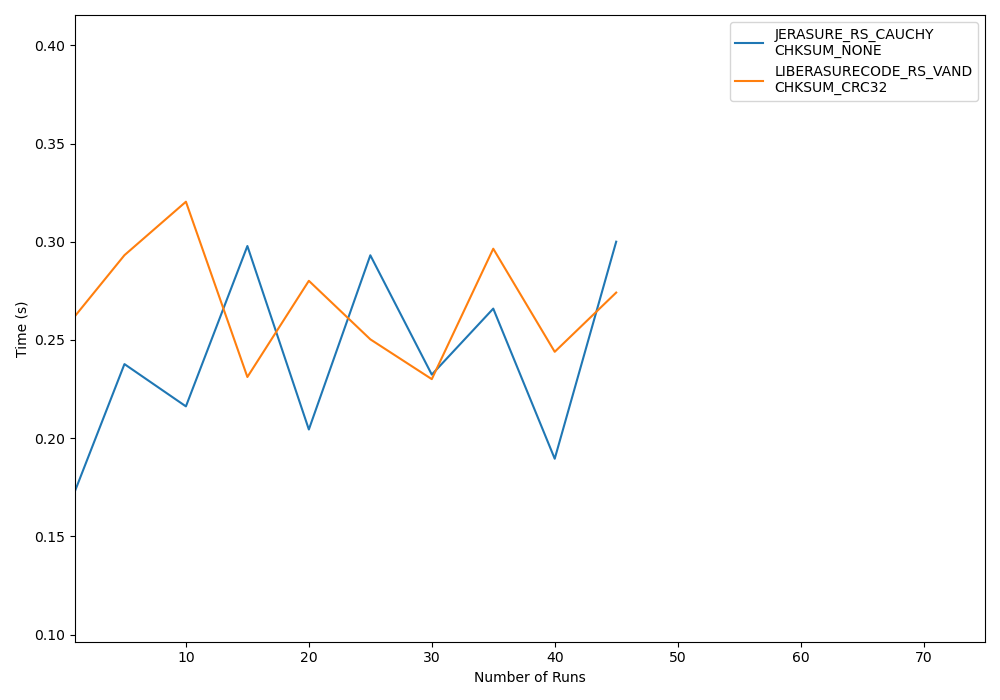 JERASURE_RS_CAUCHY
CHKSUM_NONE
LIBERASURECODE_RS_VAND
CHKSUM_CRC32
0.40
0.35
0.30
0.25
0.20
0.15
0.10
Time (s)
10 20 30 40 50 60 70
Number of Runs